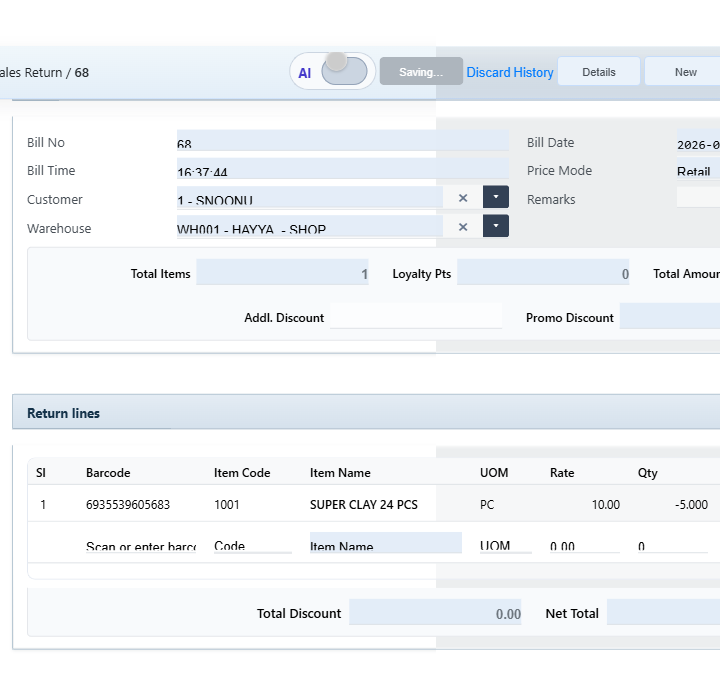 ales Return / 68 AI Saving... Discard History Details New
Bill No 68 Bill Date 2026-0
Bill Time 16:37:44 Price Mode Retail
Customer 1 - SNOONU Remarks
Warehouse WH001 - HAYYA - SHOP
Total Items 1 Loyalty Pts 0 Total Amour
Addl. Discount Promo Discount
Return lines
Sl Barcode Item Code Item Name UOM Rate Qty
1 6935539605683 1001 SUPER CLAY 24 PCS PC 10.00 -5.000
Scan or enter barco Code Item Name UOM 0.00 0
Total Discount 0.00 Net Total